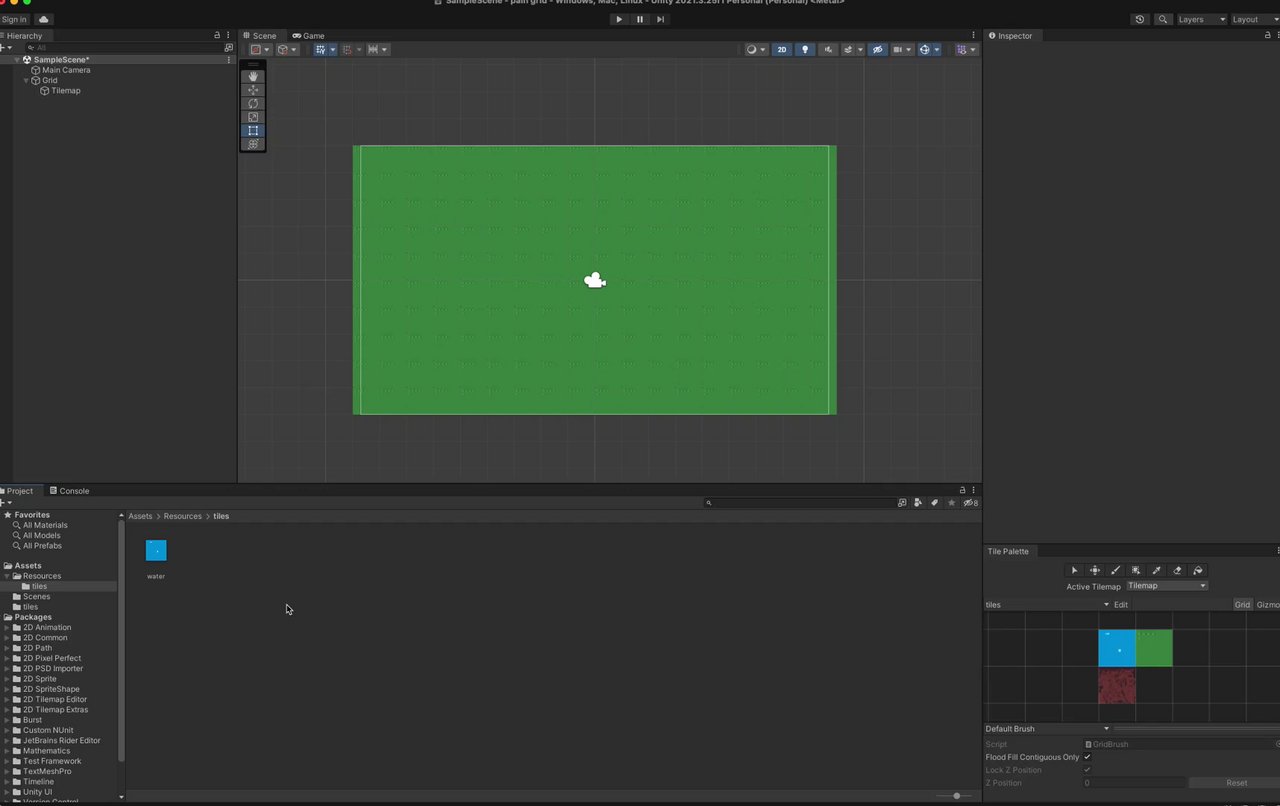 SampleScene - pain grid - Windows, Mac, Linux - Unity 2021.3.25f1 Personal (Personal) <Metal>
Sign in
Layers
Layout
Hierarchy
Scene
Game
Inspector
All
2D
SampleScene*
Main Camera
Grid
Tilemap
Project
Console
8
Favorites
All Materials
All Models
All Prefabs
Assets > Resources > tiles
water
Assets
Resources
tiles
Scenes
tiles
Packages
2D Animation
2D Common
2D Path
2D Pixel Perfect
2D PSD Importer
2D Sprite
2D SpriteShape
2D Tilemap Editor
2D Tilemap Extras
Burst
Custom NUnit
JetBrains Rider Editor
Mathematics
Test Framework
TextMeshPro
Timeline
Unity UI
Version Control
Tile Palette
Active Tilemap
Tilemap
tiles
Edit
Grid
Gizmo
Default Brush
Script
GridBrush
Flood Fill Contiguous Only
Lock Z Position
Z Position
0
Reset